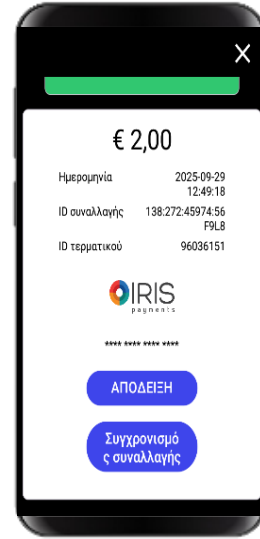 € 2,00
Ημερομηνία 2025-09-29
12:49:18
ID συναλλαγής 138:272:45974:56
F9L8
ID τερματικού 96036151
IRIS
payments
**** **** **** ****
ΑΠΟΔΕΙΞΗ
Συγχρονισμό
ς συναλλαγής